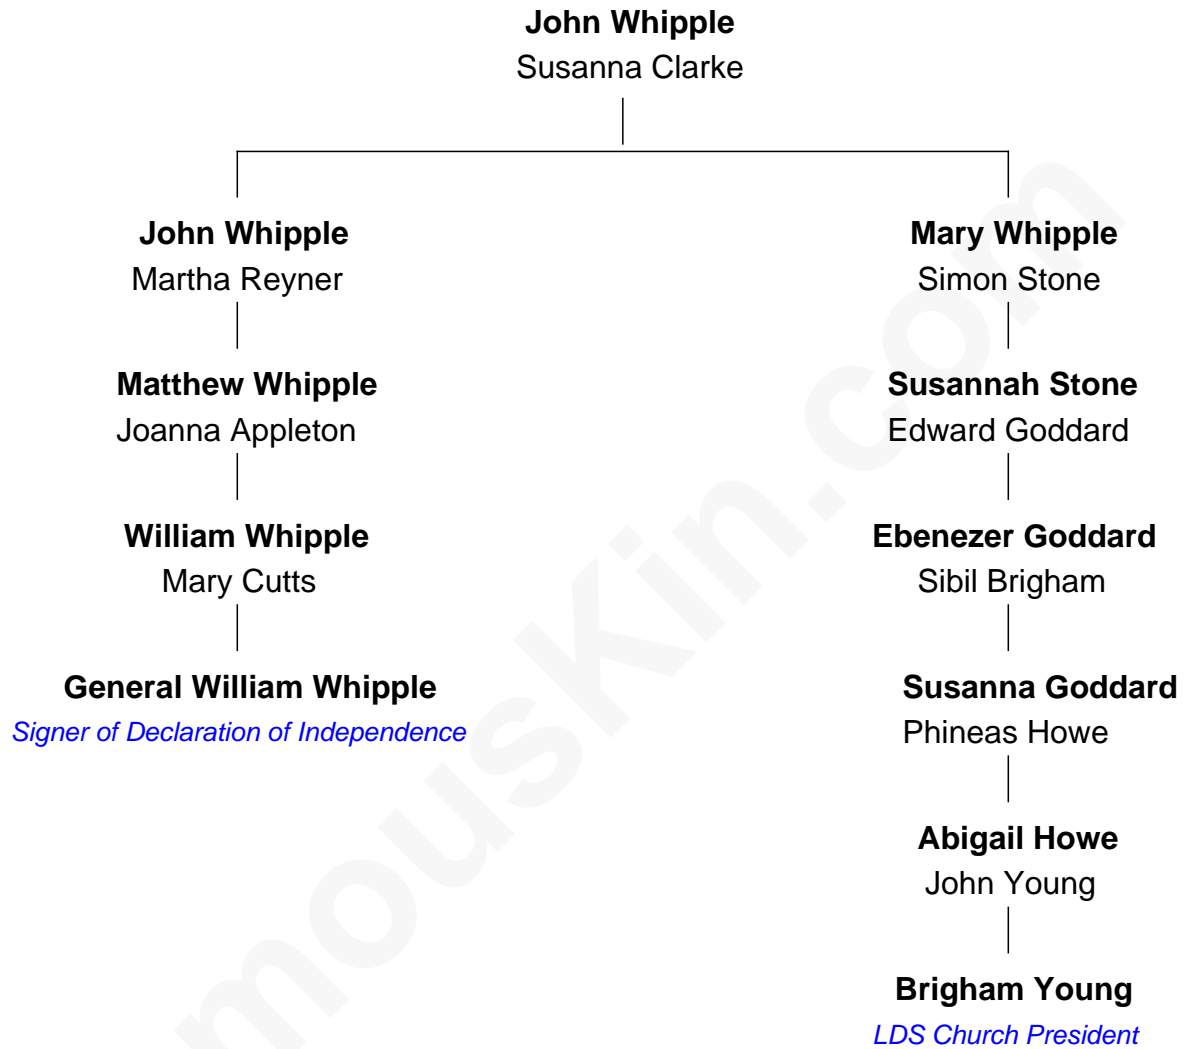 John Whipple
Susanna Clarke
John Whipple
Martha Reyner
Mary Whipple
Simon Stone
Matthew Whipple
Joanna Appleton
Susannah Stone
Edward Goddard
William Whipple
Mary Cutts
Ebenezer Goddard
Sibil Brigham
General William Whipple
Signer of Declaration of Independence
Susanna Goddard
Phineas Howe
Abigail Howe
John Young
Brigham Young
LDS Church President
mouskin.com